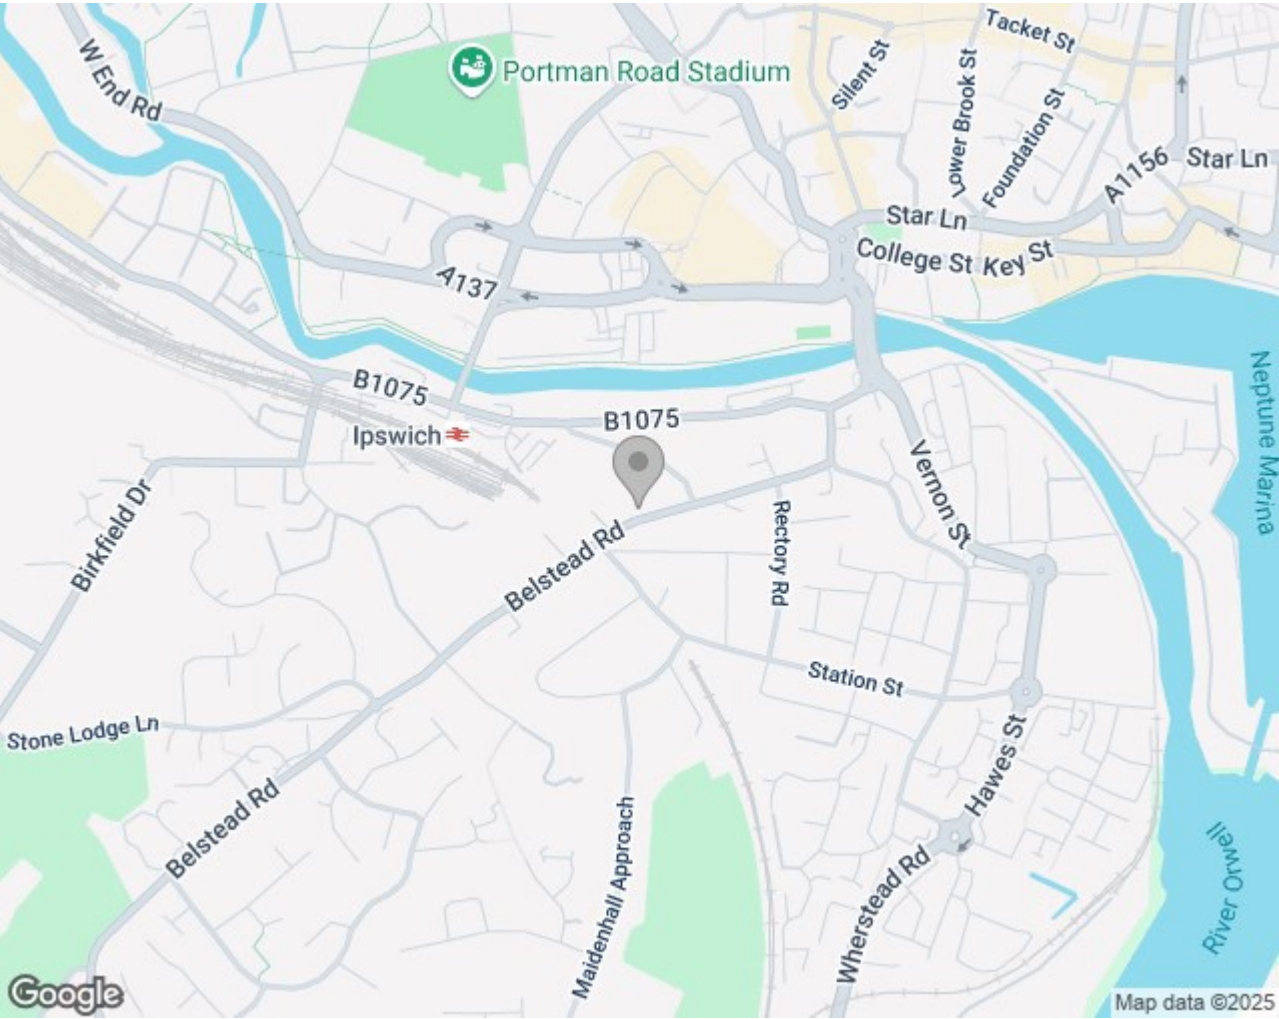 Tacket St
Silent St
W End Rd
Portman Road Stadium
Lower Brook St
Foundation St
A1156
Star Ln
Star Ln
College St
Key St
A137
B1075
B1075
Ipswich
Neptune Marina
Vernon St
Birkfield Dr
Rectory Rd
Belstead Rd
Station St
Stone Lodge Ln
Hawes St
Belstead Rd
Maidenhall Approach
Wherstead Rd
River Orwell
Google
Map data ©2025